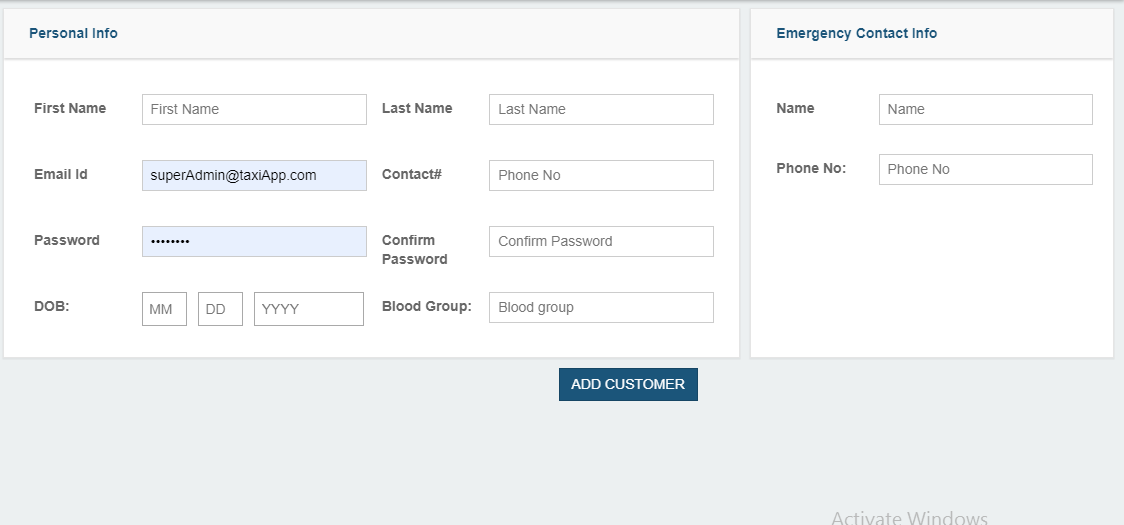 Personal Info
Emergency Contact Info
First Name First Name Last Name Last Name
Name Name
Email Id superAdmin@taxiApp.com Contact# Phone No
Phone No: Phone No
Password •••••••• Confirm Password Confirm Password
DOB: MM DD YYYY Blood Group: Blood group
ADD CUSTOMER
Activate Windows